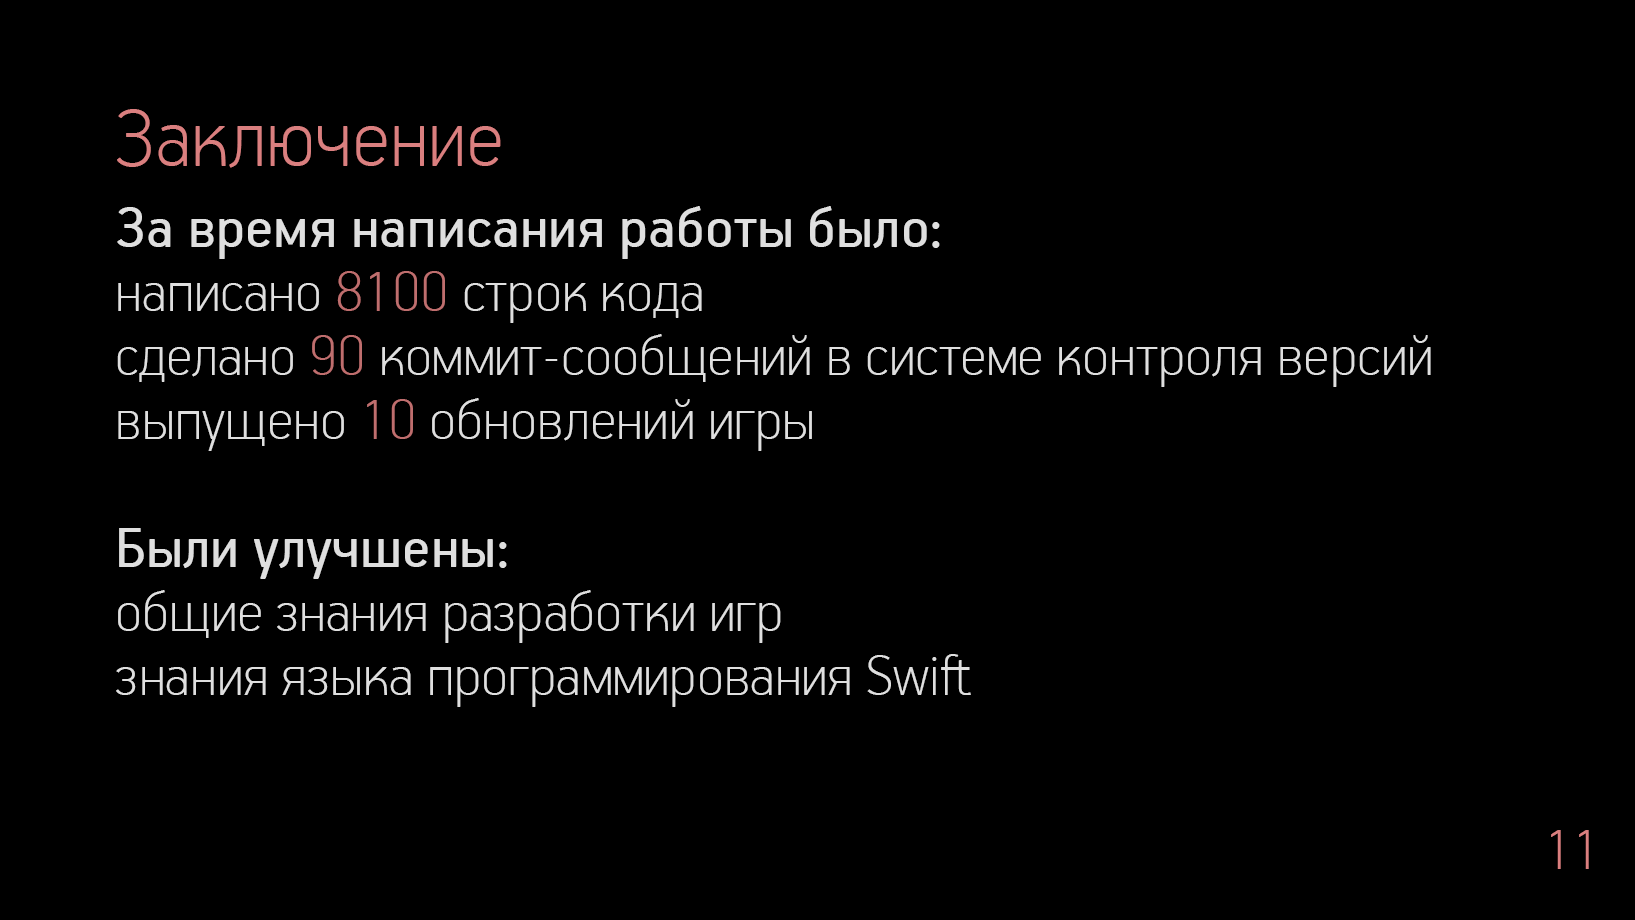 Заключение
За время написания работы было:
написано 8100 строк кода
сделано 90 коммит-сообщений в системе контроля версий
выпущено 10 обновлений игры
Были улучшены:
общие знания разработки игр
знания языка программирования Swift
11